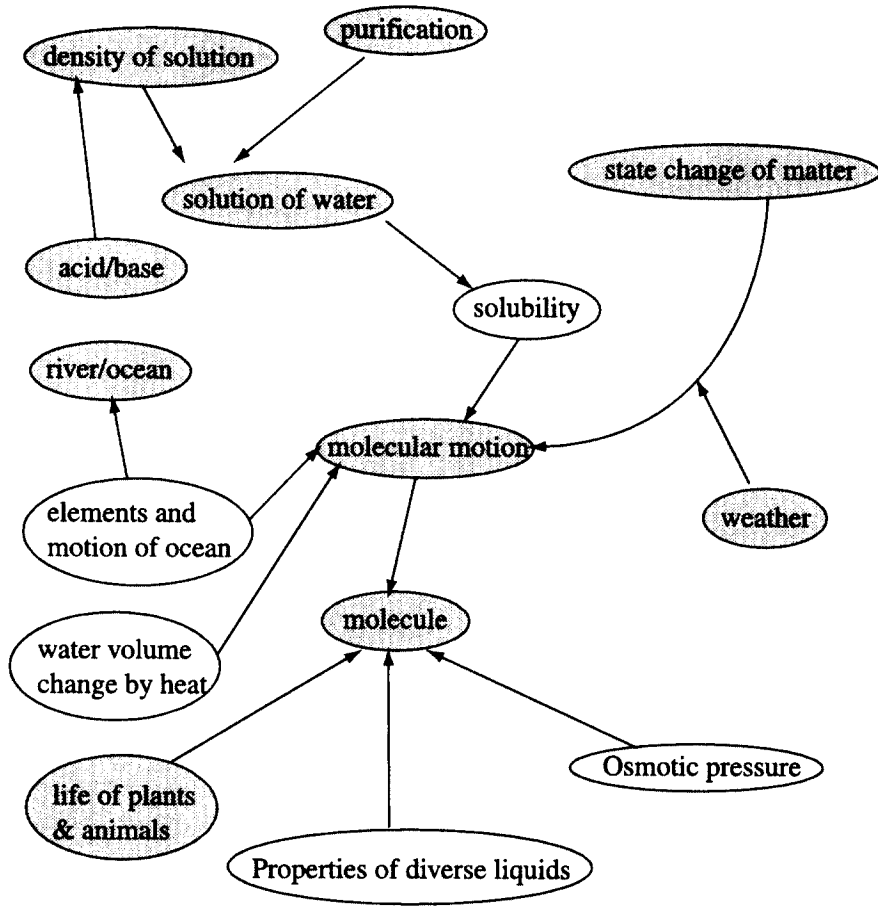 purification
density of solution
state change of matter
solution of water
acid/base
solubility
river/ocean
molecular motion
elements and
motion of ocean
weather
molecule
water volume
change by heat
Osmotic pressure
life of plants
& animals
Properties of diverse liquids